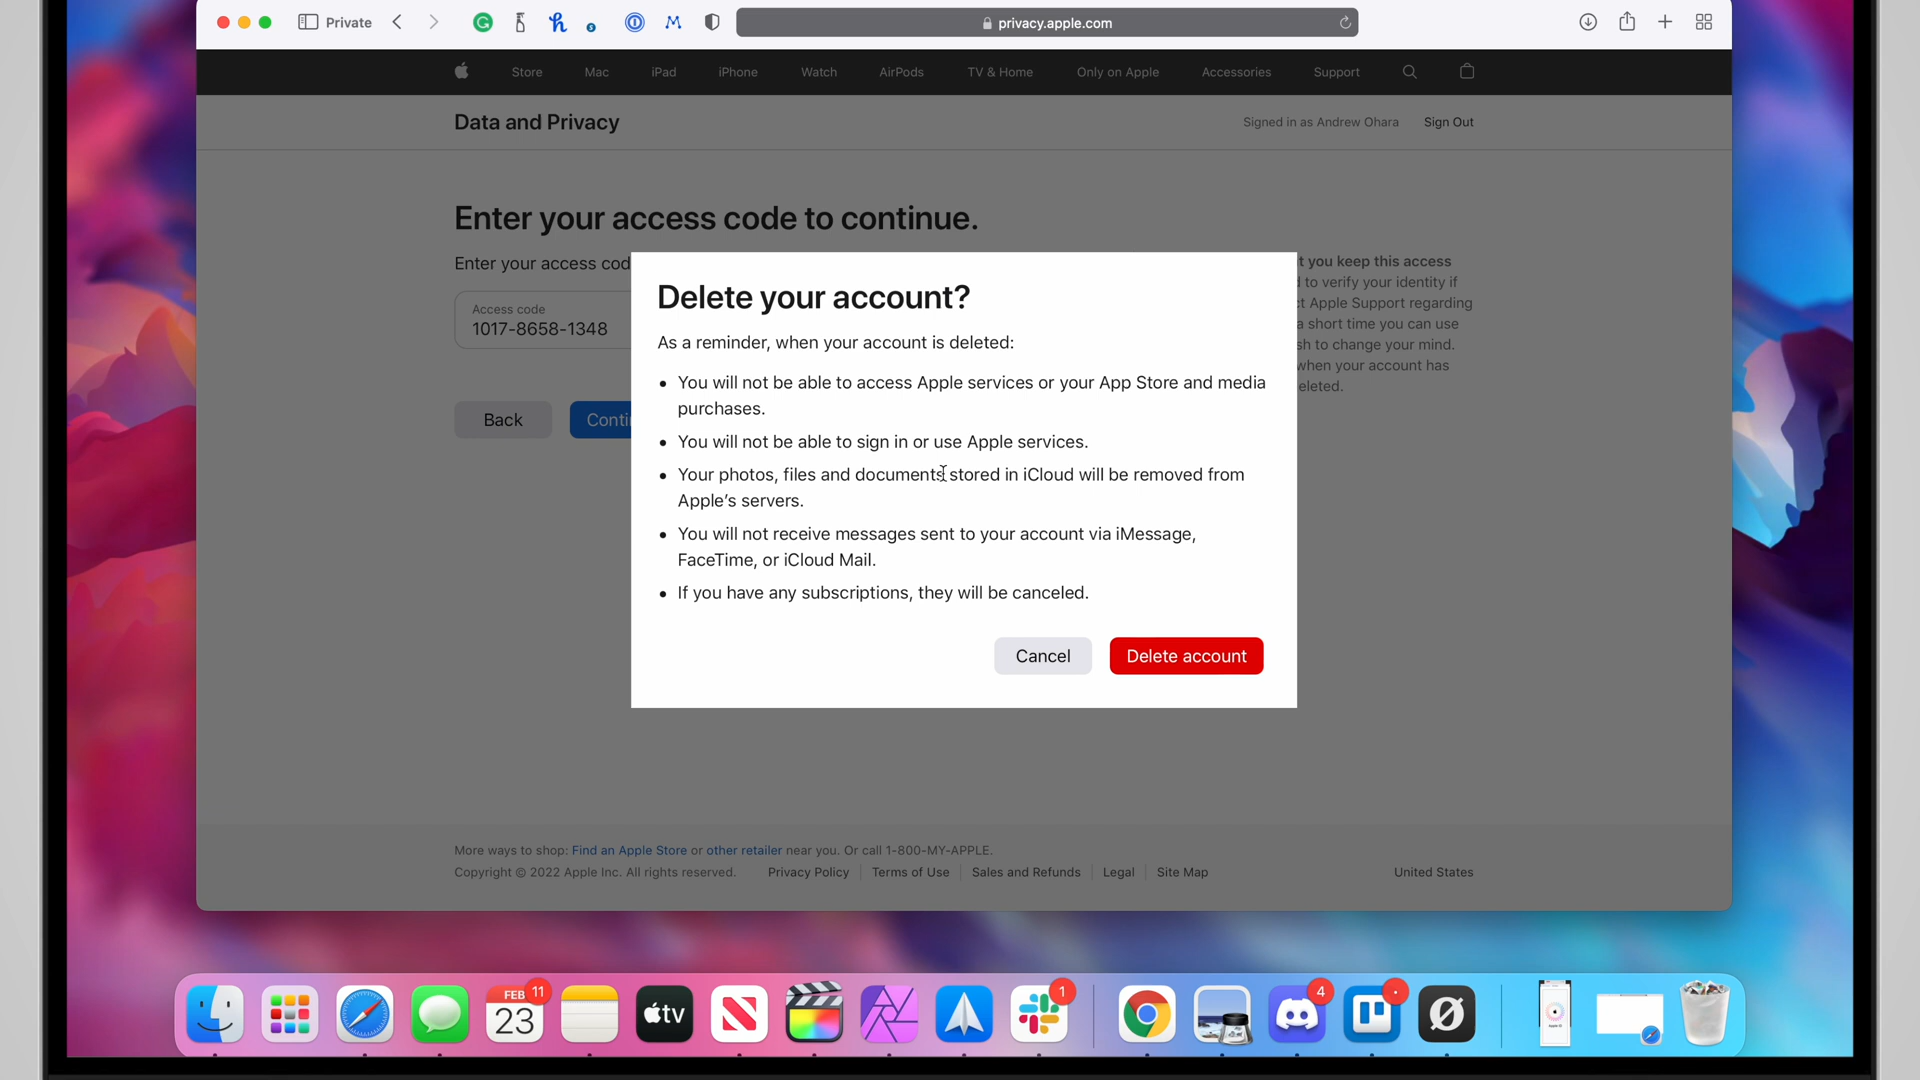 Private
privacy.apple.com
Store Mac iPad iPhone Watch AirPods TV & Home Only on Apple Accessories Support
Data and Privacy
Signed in as Andrew Ohara Sign Out
Enter your access code to continue.
Enter your access cod
Access code
1017-8658-1348
Back
Conti
t you keep this access
d to verify your identity if
ct Apple Support regarding
a short time you can use
sh to change your mind.
when your account has
eleted.
Delete your account?
As a reminder, when your account is deleted:
• You will not be able to access Apple services or your App Store and media
purchases.
• You will not be able to sign in or use Apple services.
• Your photos, files and documents stored in iCloud will be removed from
Apple’s servers.
• You will not receive messages sent to your account via iMessage,
FaceTime, or iCloud Mail.
• If you have any subscriptions, they will be canceled.
Cancel
Delete account
More ways to shop: Find an Apple Store or other retailer near you. Or call 1-800-MY-APPLE.
Copyright © 2022 Apple Inc. All rights reserved. Privacy Policy Terms of Use Sales and Refunds Legal Site Map United States
FEB
11
23
tv
1
4